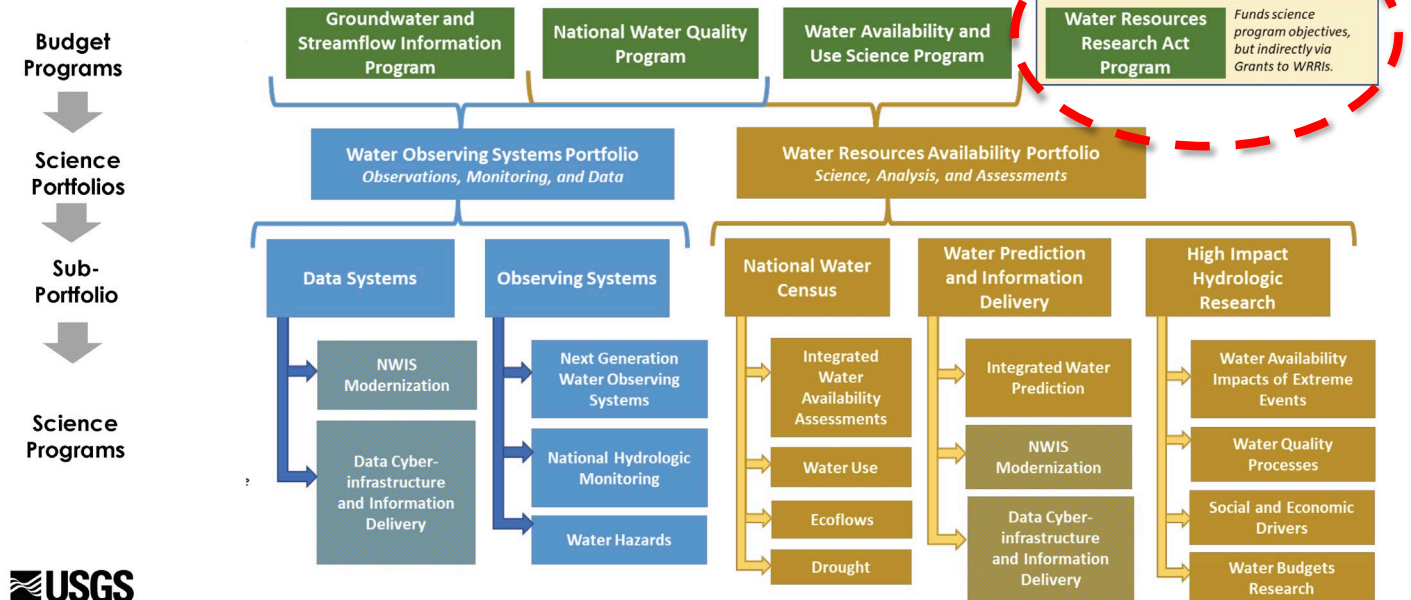 Budget
Programs
Groundwater and
Streamflow Information
Program
National Water Quality
Program
Water Availability and
Use Science Program
Water Resources
Research Act
Program
Funds science
program objectives,
but indirectly via
Grants to WRRIs.
Science
Portfolios
Water Observing Systems Portfolio
Observations, Monitoring, and Data
Water Resources Availability Portfolio
Science, Analysis, and Assessments
Sub-
Portfolio
Data Systems
Observing Systems
National Water
Census
Water Prediction
and Information
Delivery
High Impact
Hydrologic
Research
Science
Programs
NWIS
Modernization
Data Cyber-
infrastructure
and Information
Delivery
Next Generation
Water Observing
Systems
National Hydrologic
Monitoring
Water Hazards
Integrated
Water
Availability
Assessments
Water Use
Ecoflows
Drought
Integrated Water
Prediction
NWIS
Modernization
Data Cyber-
infrastructure
and Information
Delivery
Water Availability
Impacts of Extreme
Events
Water Quality
Processes
Social and Economic
Drivers
Water Budgets
Research
USGS